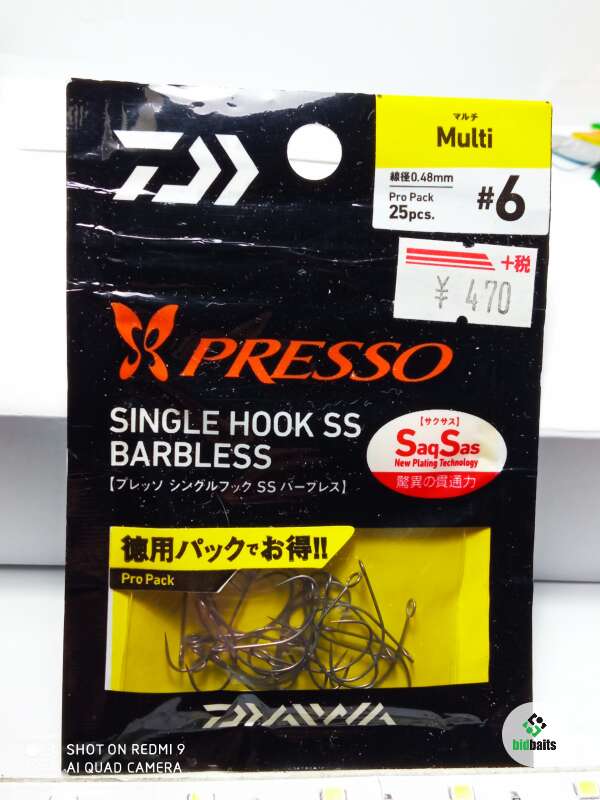 マルチ
Multi
線径0.48mm
Pro Pack
25pcs.
#6
+税
¥ 470
PRESSO
SINGLE HOOK SS
BARBLESS
【プレッソ シングルフック SS バーブレス】
【サクサス】
SaqSas
New Plating Technology
驚異の貫通力
徳用パックでお得!!
Pro Pack
DAIWA
SHOT ON REDMI 9
AI QUAD CAMERA
bidbaits